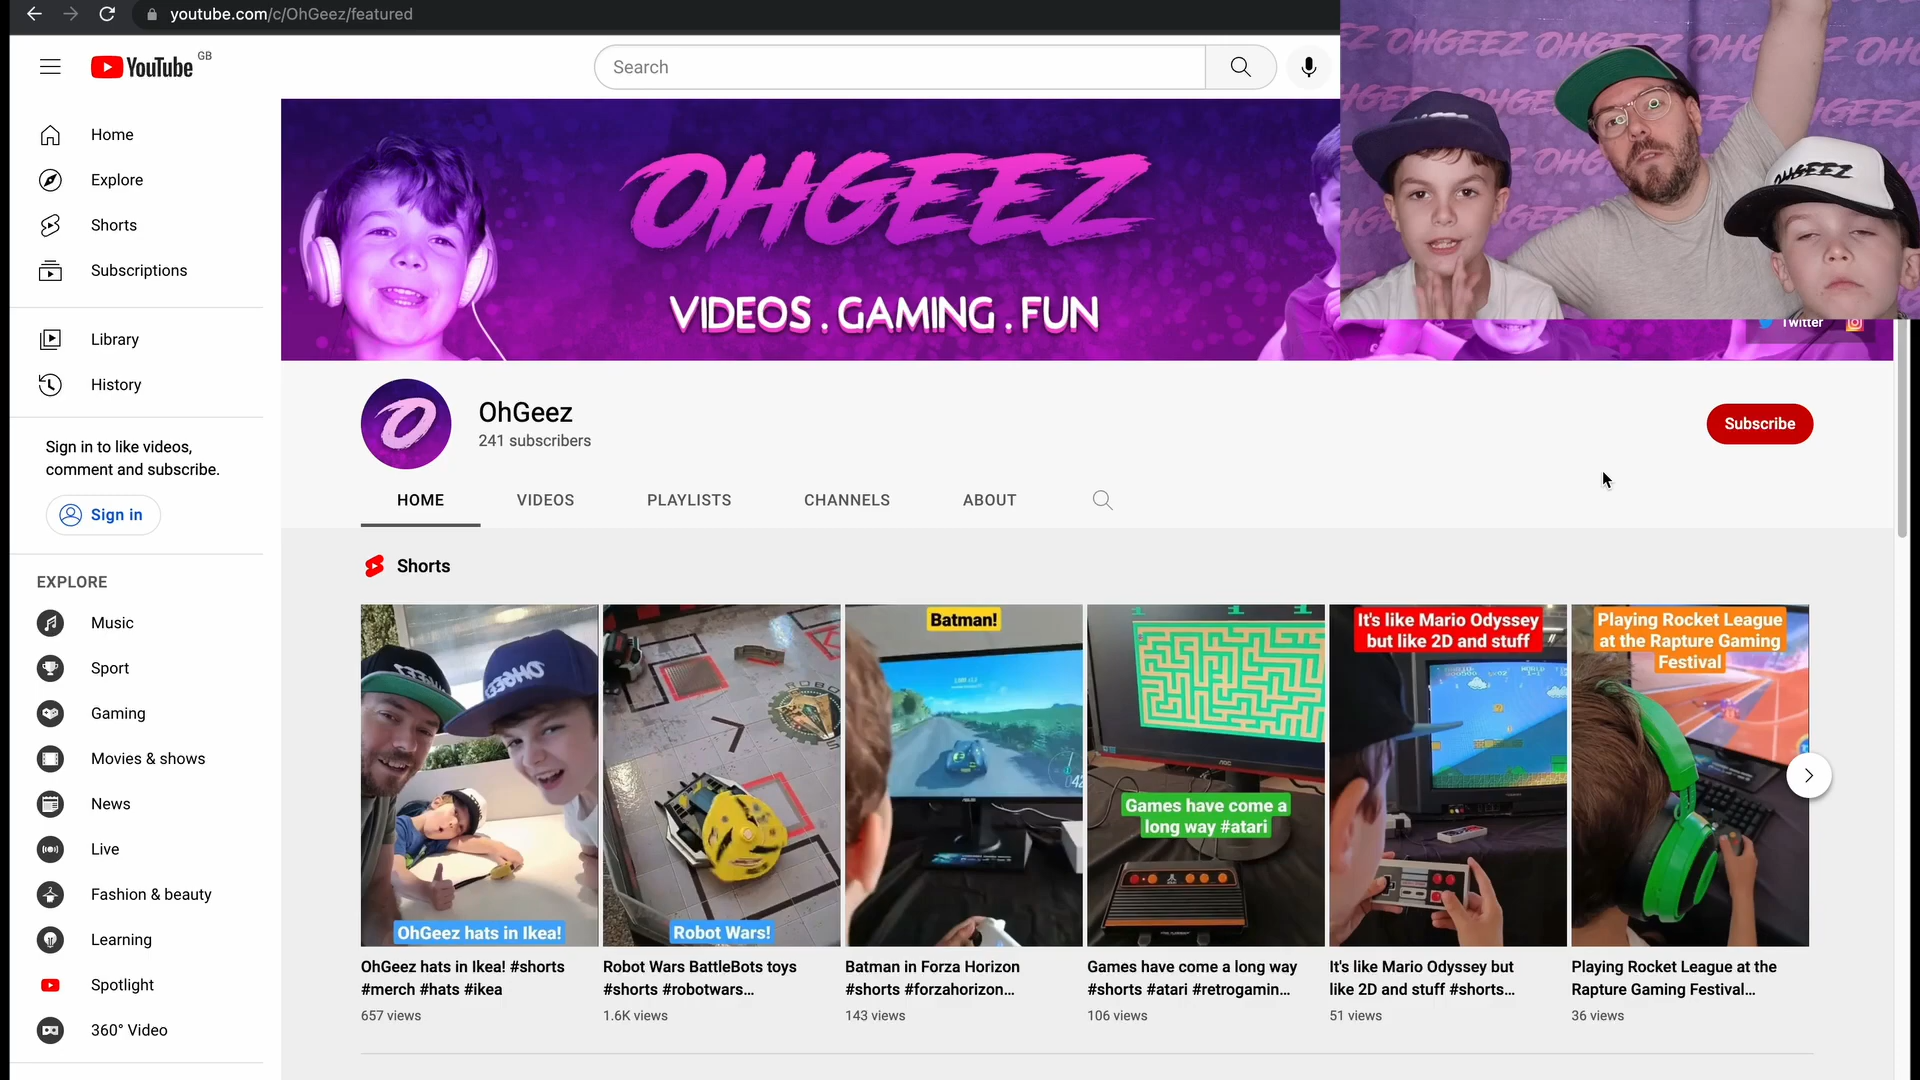 youtube.com/c/OhGeez/featured
YouTube GB
Search
Home
Explore
Shorts
Subscriptions
Library
History
Sign in to like videos,
comment and subscribe.
Sign in
EXPLORE
Music
Sport
Gaming
Movies & shows
News
Live
Fashion & beauty
Learning
Spotlight
360° Video
OHGEEZ
VIDEOS . GAMING . FUN
OHGEEZ OHGEEZ
OHGEEZ
Twitter
OhGeez
241 subscribers
Subscribe
HOME
VIDEOS
PLAYLISTS
CHANNELS
ABOUT
Shorts
OHGEEZ
OhGeez hats in Ikea!
Robot Wars!
Batman!
Games have come a
long way #atari
It's like Mario Odyssey
but like 2D and stuff
Playing Rocket League
at the Rapture Gaming
Festival
OhGeez hats in Ikea! #shorts
#merch #hats #ikea
657 views
Robot Wars BattleBots toys
#shorts #robotwars...
1.6K views
Batman in Forza Horizon
#shorts #forzahorizon...
143 views
Games have come a long way
#shorts #atari #retrogamin...
106 views
It's like Mario Odyssey but
like 2D and stuff #shorts...
51 views
Playing Rocket League at the
Rapture Gaming Festival...
36 views